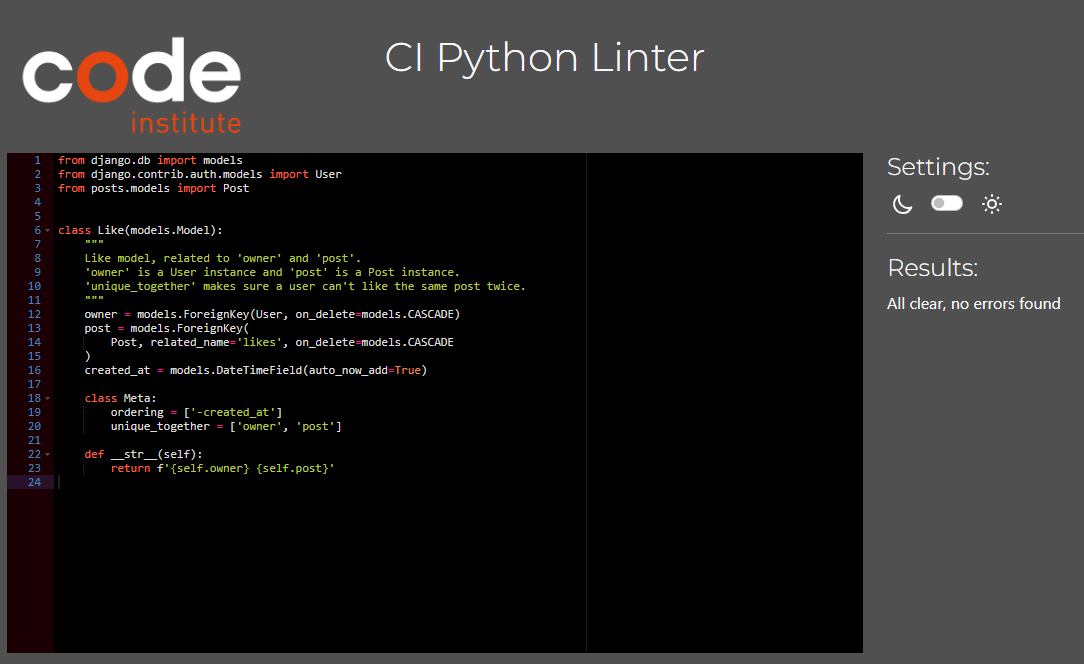 code
institute
CI Python Linter
1 from django.db import models
2 from django.contrib.auth.models import User
3 from posts.models import Post
4
5
6 class Like(models.Model):
7     """
8     Like model, related to 'owner' and 'post'.
9     'owner' is a User instance and 'post' is a Post instance.
10     'unique_together' makes sure a user can't like the same post twice.
11     """
12     owner = models.ForeignKey(User, on_delete=models.CASCADE)
13     post = models.ForeignKey(
14         Post, related_name='likes', on_delete=models.CASCADE
15     )
16     created_at = models.DateTimeField(auto_now_add=True)
17
18     class Meta:
19         ordering = ['-created_at']
20         unique_together = ['owner', 'post']
21
22     def __str__(self):
23         return f'{self.owner} {self.post}'
24
Settings:
Results:
All clear, no errors found